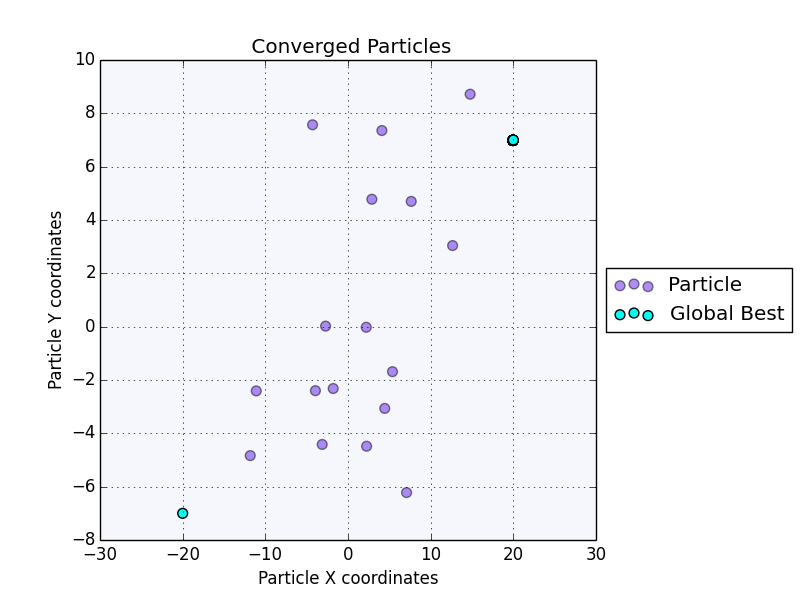 Converged Particles
10
8
6
4
2
0
−2
−4
−6
−8
Particle Y coordinates
−30 −20 −10 0 10 20 30
Particle X coordinates
Particle
Global Best